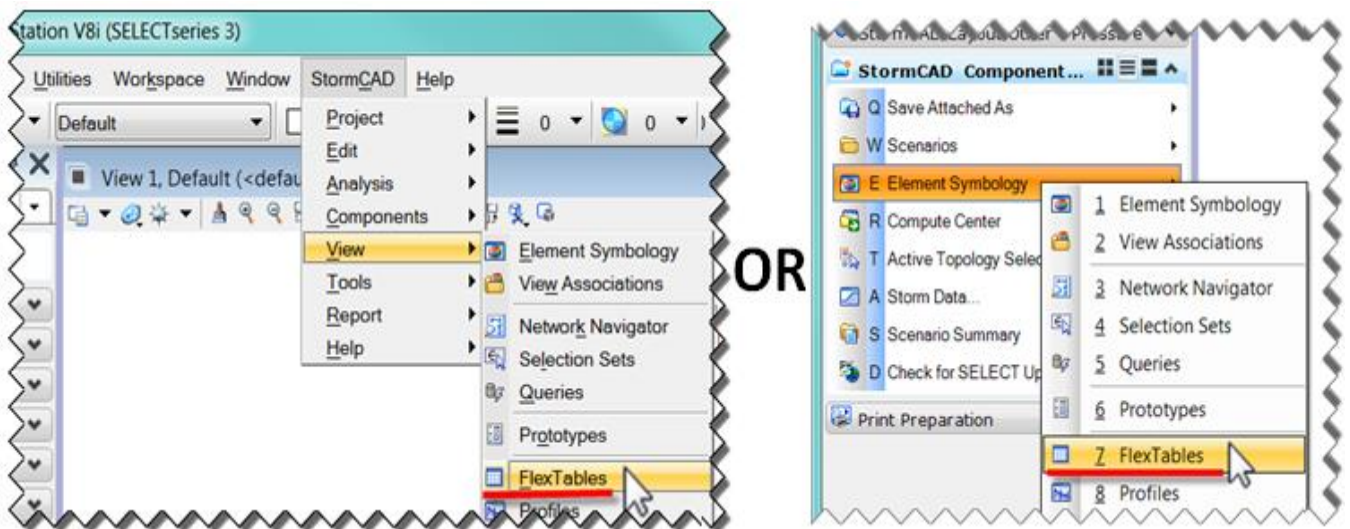 Station V8i (SELECTseries 3)
Utilities Workspace Window StormCAD Help
Default
0
0
View 1, Default (<defau
Project
Edit
Analysis
Components
View
Tools
Report
Help
Element Symbology
View Associations
Network Navigator
Selection Sets
Queries
Prototypes
FlexTables
Profiles
OR
StormCAD Component...
Q Save Attached As
W Scenarios
E Element Symbology
R Compute Center
T Active Topology Selec
A Storm Data...
S Scenario Summary
D Check for SELECT Up
Print Preparation
1 Element Symbology
2 View Associations
3 Network Navigator
4 Selection Sets
5 Queries
6 Prototypes
7 FlexTables
8 Profiles